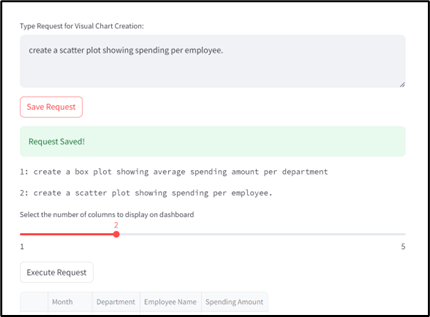 Type Request for Visual Chart Creation:
create a scatter plot showing spending per employee.
Save Request
Request Saved!
1: create a box plot showing average spending amount per department
2: create a scatter plot showing spending per employee.
Select the number of columns to display on dashboard
2
1 5
Execute Request
Month Department Employee Name Spending Amount